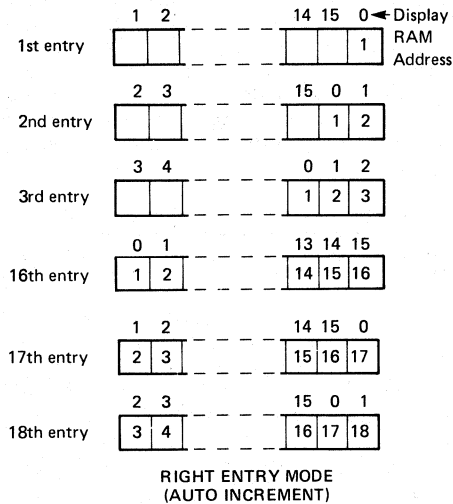 1 2 14 15 0 Display
1st entry 1 RAM
Address
2 3 15 0 1
2nd entry 1 2
3 4 0 1 2
3rd entry 1 2 3
0 1 13 14 15
16th entry 1 2 14 15 16
1 2 14 15 0
17th entry 2 3 15 16 17
2 3 15 0 1
18th entry 3 4 16 17 18
RIGHT ENTRY MODE
(AUTO INCREMENT)